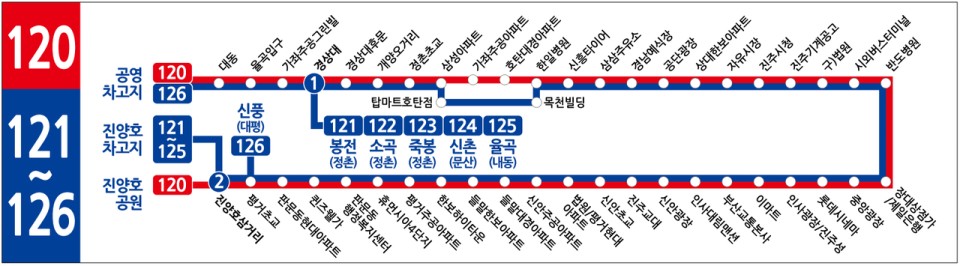 120
121
~
126
공영
차고지
120
126
진양호
차고지
121
~
125
진양호
공원
120
대동
율곡입구
기좌주공그린빌
경상대
경상대후문
개양오거리
정촌초교
삼성아파트
기좌주공아파트
호탄대경아파트
한일병원
신흥타이어
삼삼주유소
경남예식장
공단광장
상대한보아파트
자유시장
진주시청
진주기계공고
구)법원
시외버스터미널
반도병원
1
탑마트호탄점
목천빌딩
신풍
(대평)
126
121
봉전
(정촌)
122
소곡
(정촌)
123
죽봉
(정촌)
124
신촌
(문산)
125
율곡
(내동)
2
진양호삼거리
평거초교
판문동현대아파트
퀸즈웰가
판문동
행정복지센터
휴먼시아4단지
평거주공아파트
한보하이타운
들말한보아파트
들말대경아파트
신안주공아파트
법원/평거현대
아파트
신안초교
진주교대
신안광장
인사대림맨션
부산교통본사
이마트
인사광장/진주성
롯데시네마
중앙광장
장대상점가
/제일은행